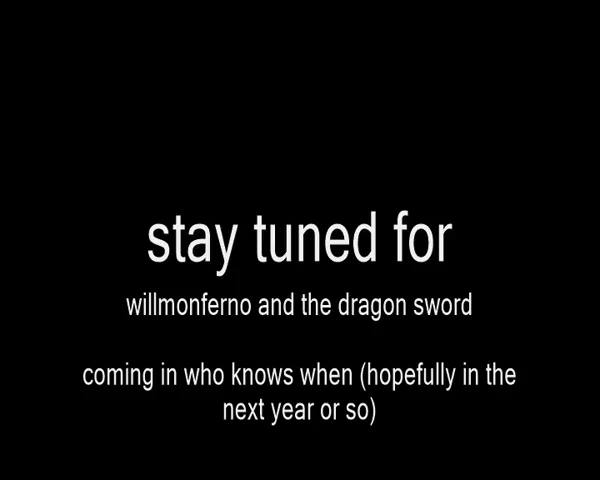 stay tuned for
willmonferno and the dragon sword
coming in who knows when (hopefully in the
next year or so)